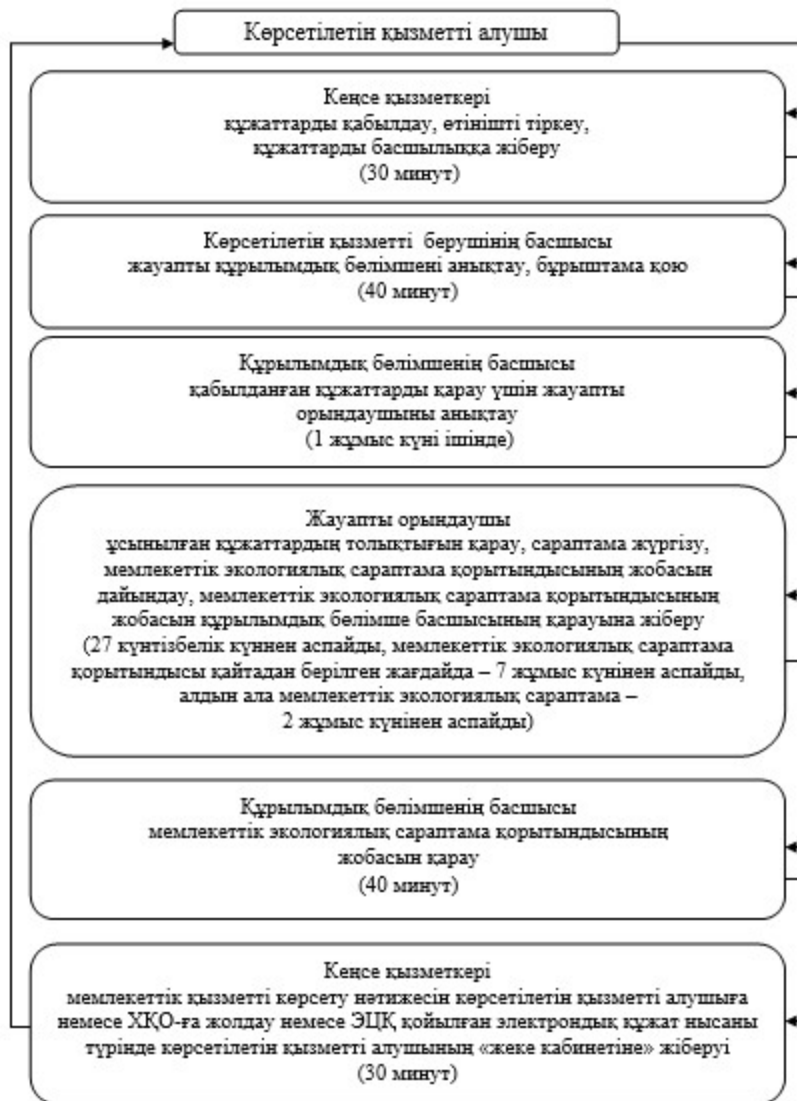 Көрсетілетін қызметті алушы
Кеңсе қызметкері
құжаттарды қабылдау, өтінішті тіркеу,
құжаттарды басшылыққа жіберу
(30 минут)
Көрсетілетін қызметті берушінің басшысы
жауапты құрылымдық бөлімшені анықтау, бұрыштама қою
(40 минут)
Құрылымдық бөлімшенің басшысы
қабылданған құжаттарды қарау үшін жауапты
орындаушыны анықтау
(1 жұмыс күні ішінде)
Жауапты орындаушы
ұсынылған құжаттардың толықтығын қарау, сараптама жүргізу,
мемлекеттік экологиялық сараптама қорытындысының жобасын
дайындау, мемлекеттік экологиялық сараптама қорытындысының
жобасын құрылымдық бөлімше басшысының қарауына жіберу
(27 күнтізбелік күннен аспайды, мемлекеттік экологиялық сараптама
қорытындысы қайтадан берілген жағдайда – 7 жұмыс күнінен аспайды,
алдын ала мемлекеттік экологиялық сараптама –
2 жұмыс күнінен аспайды)
Құрылымдық бөлімшенің басшысы
мемлекеттік экологиялық сараптама қорытындысының
жобасын қарау
(40 минут)
Кеңсе қызметкері
мемлекеттік қызметті көрсету нәтижесін көрсетілетін қызметті алушыға
немесе ХҚО-ға жолдау немесе ЭЦҚ қойылған электрондық құжат нысаны
түрінде көрсетілетін қызметті алушының «жеке кабинетіне» жіберуі
(30 минут)